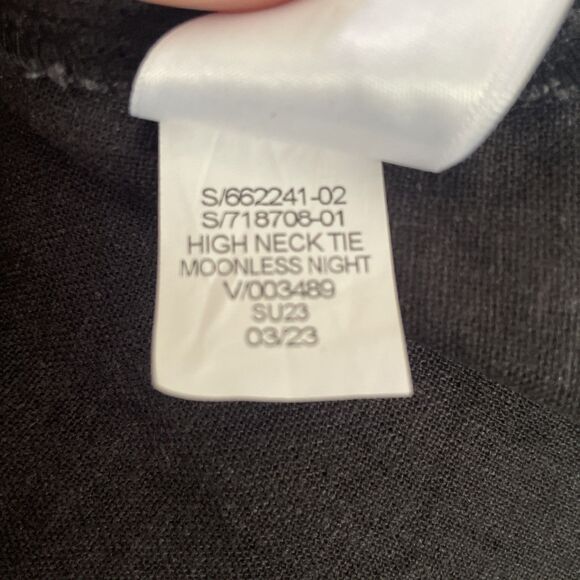 S/662241-02
S/718708-01
HIGH NECK TIE
MOONLESS NIGHT
V/003489
SU23
03/23